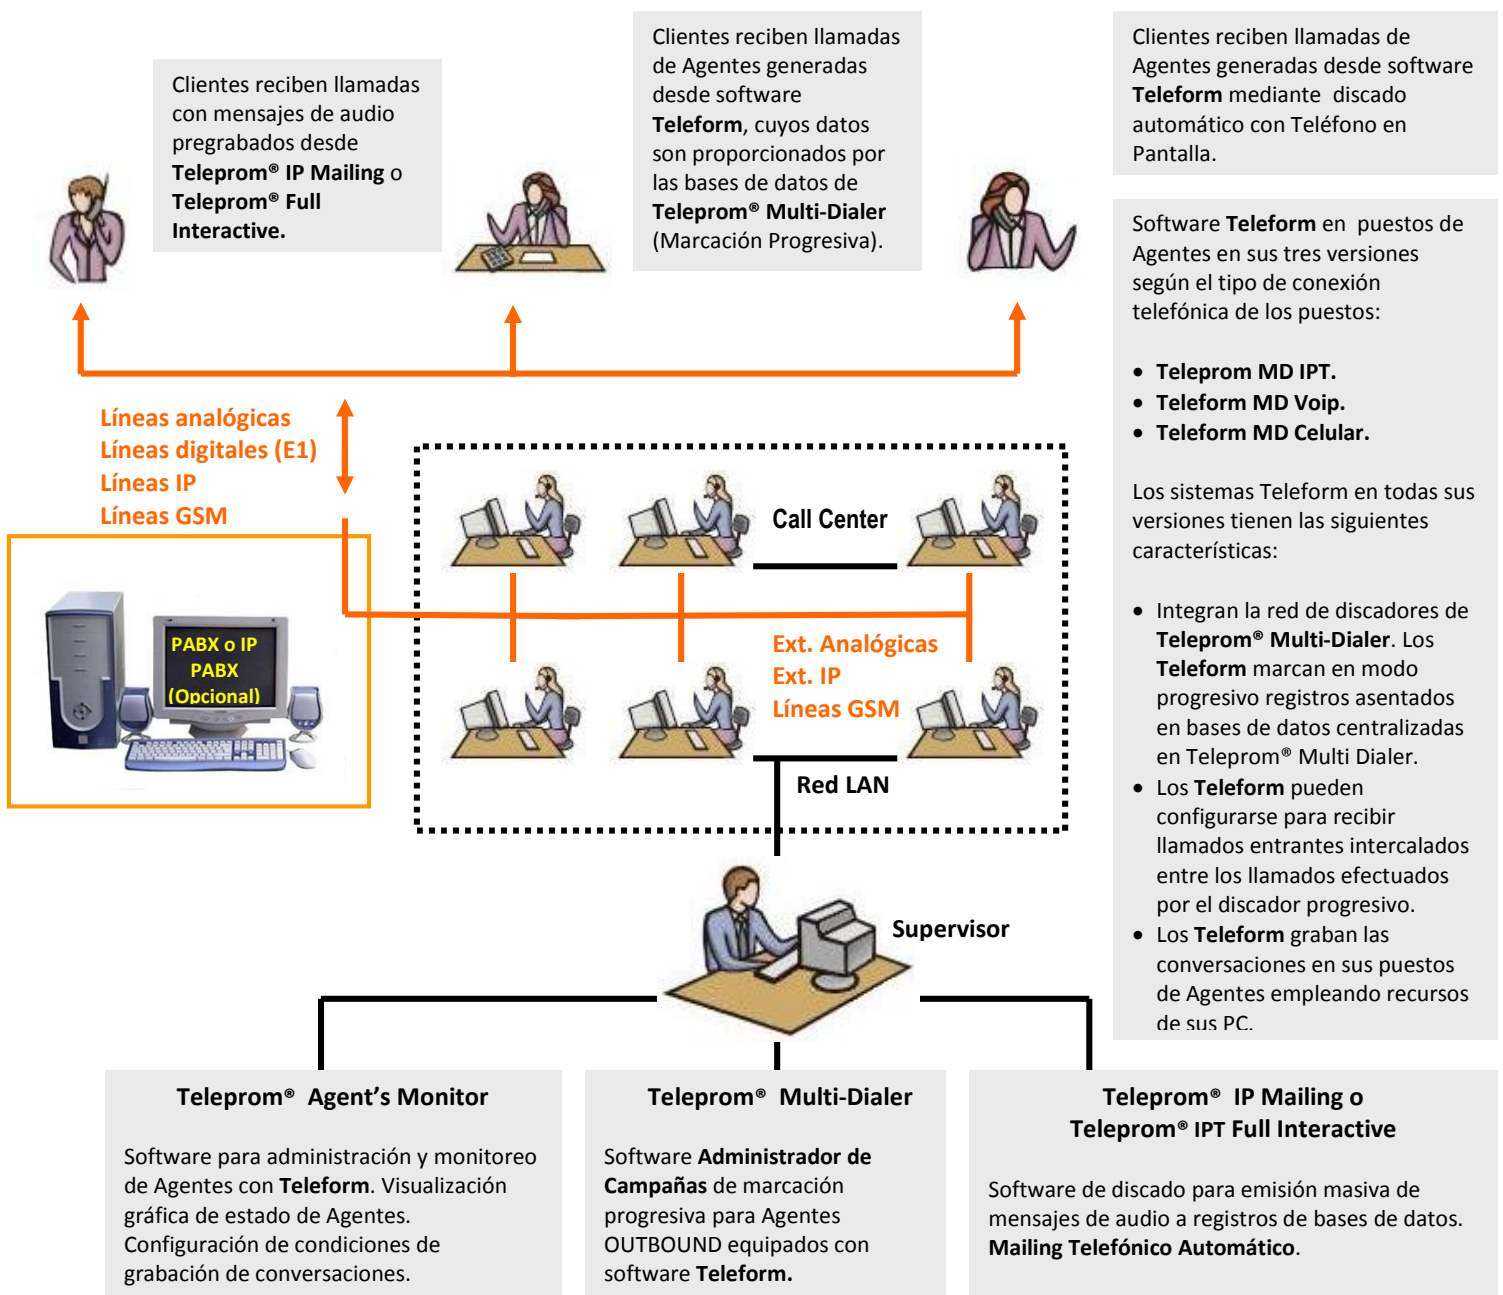 Clientes reciben llamadas
con mensajes de audio
pregrabados desde
Teleprom® IP Mailing o
Teleprom® Full
Interactive.
Clientes reciben llamadas
de Agentes generadas
desde software
Teleform, cuyos datos
son proporcionados por
las bases de datos de
Teleprom® Multi-Dialer
(Marcación Progresiva).
Clientes reciben llamadas de
Agentes generadas desde software
Teleform mediante discado
automático con Teléfono en
Pantalla.
Software Teleform en puestos de
Agentes en sus tres versiones
según el tipo de conexión
telefónica de los puestos:
• Teleprom MD IPT.
• Teleform MD Voip.
• Teleform MD Celular.
Los sistemas Teleform en todas sus
versiones tienen las siguientes
características:
• Integran la red de discadores de
Teleprom® Multi-Dialer. Los
Teleform marcan en modo
progresivo registros asentados
en bases de datos centralizadas
en Teleprom® Multi Dialer.
• Los Teleform pueden
configurarse para recibir
llamados entrantes intercalados
entre los llamados efectuados
por el discador progresivo.
• Los Teleform graban las
conversaciones en sus puestos
de Agentes empleando recursos
de sus PC.
Líneas analógicas
Líneas digitales (E1)
Líneas IP
Líneas GSM
PABX o IP
PABX
(Opcional)
Call Center
Ext. Analógicas
Ext. IP
Líneas GSM
Red LAN
Supervisor
Teleprom® Agent’s Monitor
Software para administración y monitoreo
de Agentes con Teleform. Visualización
gráfica de estado de Agentes.
Configuración de condiciones de
grabación de conversaciones.
Teleprom® Multi-Dialer
Software Administrador de
Campañas de marcación
progresiva para Agentes
OUTBOUND equipados con
software Teleform.
Teleprom® IP Mailing o
Teleprom® IPT Full Interactive
Software de discado para emisión masiva de
mensajes de audio a registros de bases de datos.
Mailing Telefónico Automático.